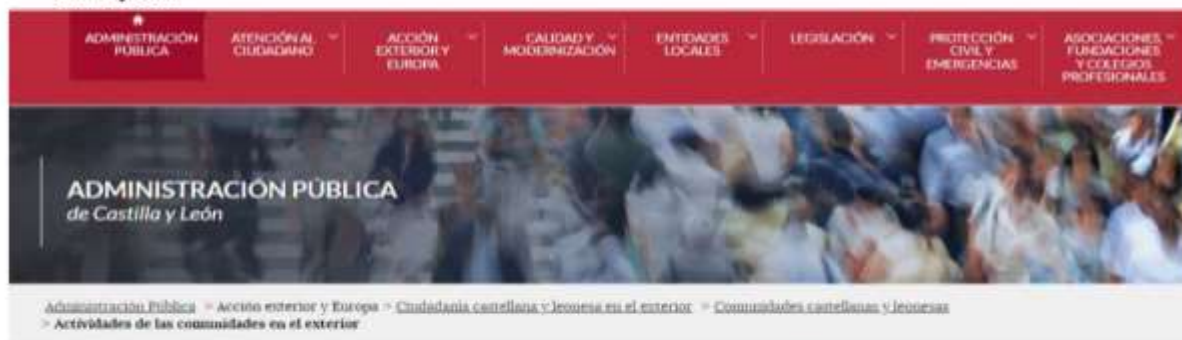 ADMINISTRACIÓN
PÚBLICA
ATENCIÓN AL
CIUDADANO
ACCIÓN
EXTERIOR Y
EUROPA
CALIDAD Y
MODERNIZACIÓN
ENTIDADES
LOCALES
LEGISLACIÓN
PROTECCIÓN
CIVIL Y
EMERGENCIAS
ASOCIACIONES,
FUNDACIONES
Y COLEGIOS
PROFESIONALES
ADMINISTRACIÓN PÚBLICA
de Castilla y León
Administración Pública > Acción exterior y Europa > Ciudadanía castellana y leonesa en el exterior > Comunidades castellanas y leonesas
> Actividades de las comunidades en el exterior